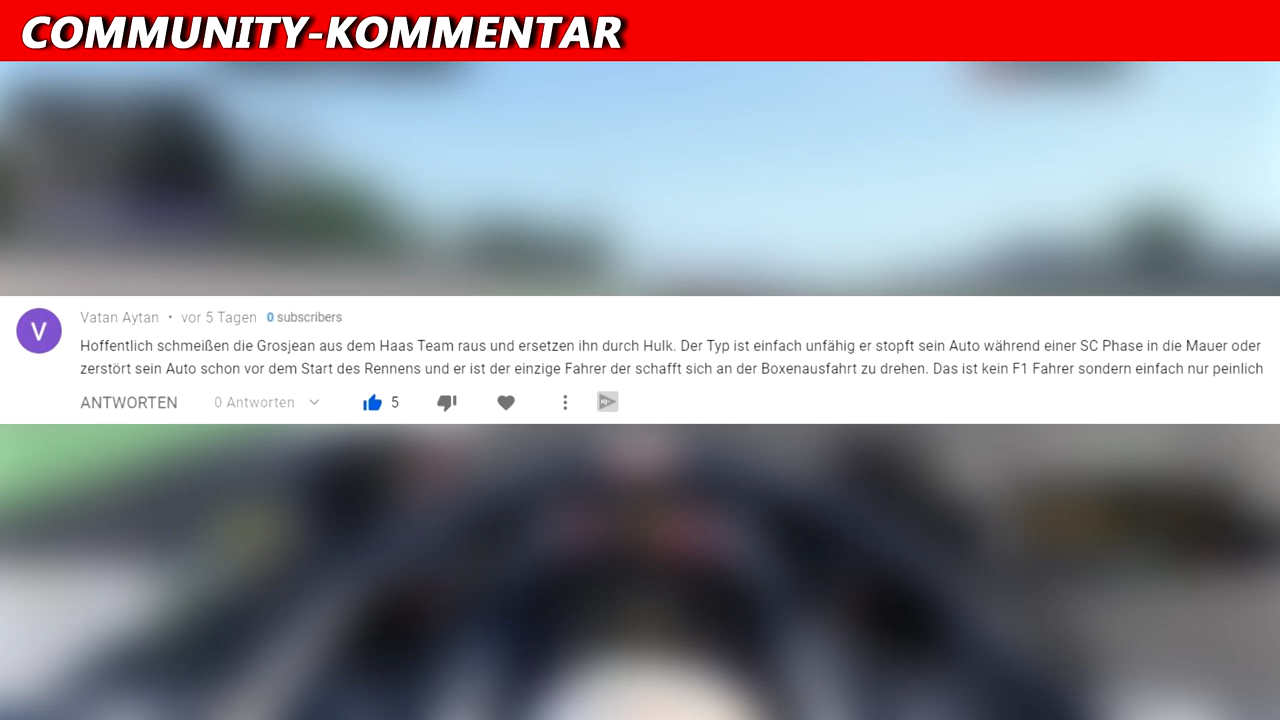 COMMUNITY-KOMMENTAR
V
Vatan Aytan • vor 5 Tagen 0 subscribers
Hoffentlich schmeißen die Grosjean aus dem Haas Team raus und ersetzen ihn durch Hulk. Der Typ ist einfach unfähig er stopft sein Auto während einer SC Phase in die Mauer oder
zerstört sein Auto schon vor dem Start des Rennens und er ist der einzige Fahrer der schafft sich an der Boxenausfahrt zu drehen. Das ist kein F1 Fahrer sondern einfach nur peinlich
ANTWORTEN 0 Antworten 5